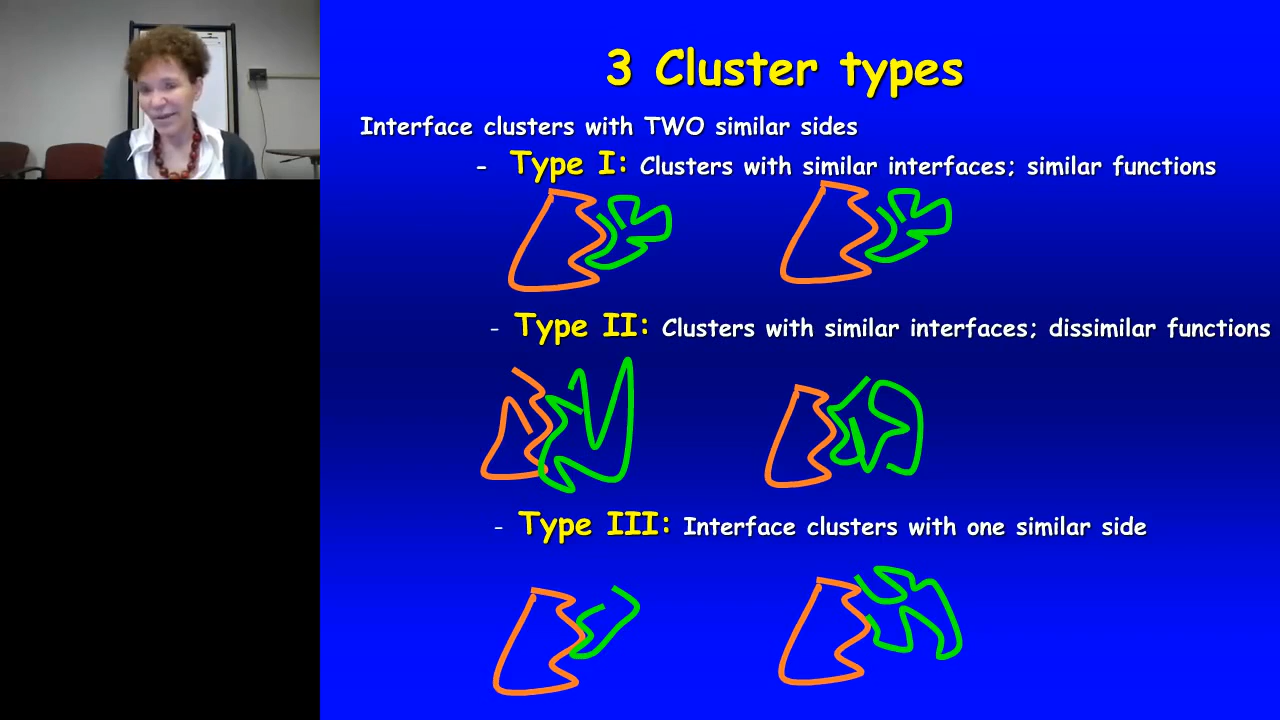 3 Cluster types
Interface clusters with TWO similar sides
- Type I: Clusters with similar interfaces; similar functions
- Type II: Clusters with similar interfaces; dissimilar functions
- Type III: Interface clusters with one similar side